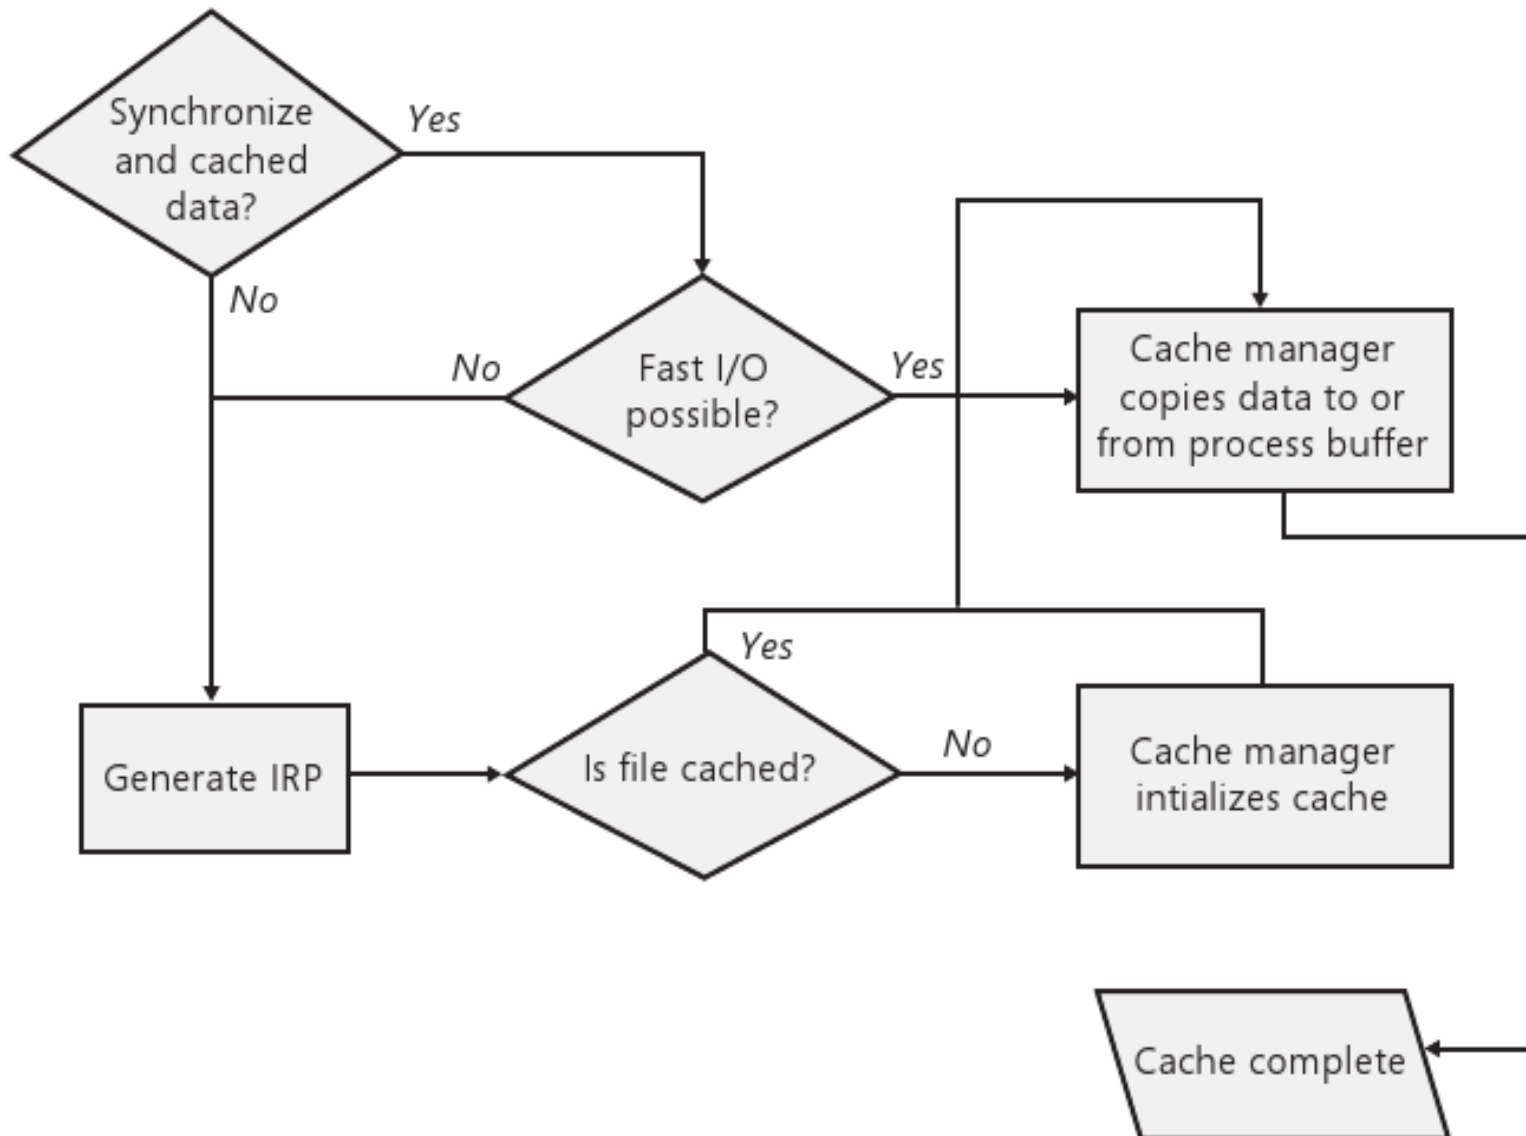 Synchronize
and cached
data?
Yes
No
No
Fast I/O
possible?
Yes
Cache manager
copies data to or
from process buffer
Yes
Generate IRP
Is file cached?
No
Cache manager
intializes cache
Cache complete